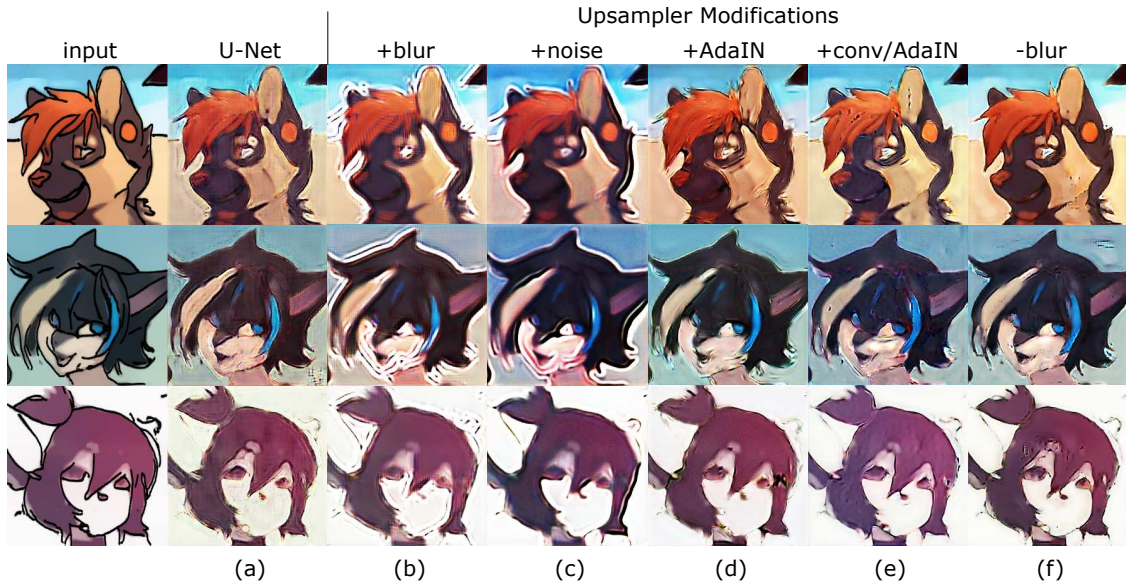 Upsampler Modifications
input U-Net +blur +noise +AdaIN +conv/AdaIN -blur
(a) (b) (c) (d) (e) (f)